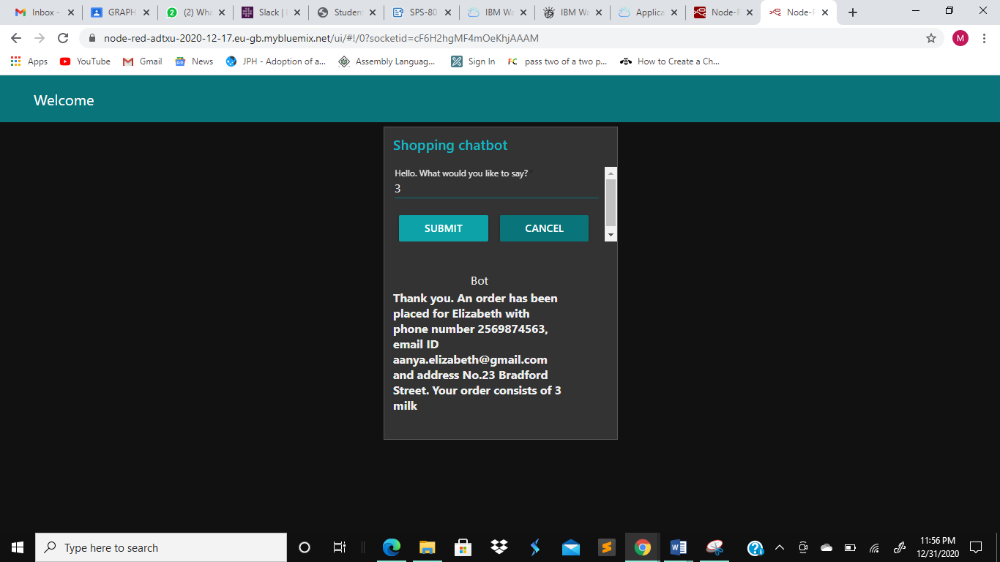 Inbox -
GRAPH
(2) Wha
Slack |
Student
SPS-80
IBM Wa
IBM Wa
Applica
Node-R
Node-R
node-red-adtxu-2020-12-17.eu-gb.mybluemix.net/ui/#!/0?socketid=cF6H2hgMF4mOeKhjAAAM
M
Apps
YouTube
Gmail
News
JPH - Adoption of a...
Assembly Languag...
Sign In
FC pass two of a two p...
How to Create a Ch...
Welcome
Shopping chatbot
Hello. What would you like to say?
3
SUBMIT CANCEL
Bot
Thank you. An order has been
placed for Elizabeth with
phone number 2569874563,
email ID
aanya.elizabeth@gmail.com
and address No.23 Bradford
Street. Your order consists of 3
milk
Type here to search
11:56 PM
12/31/2020